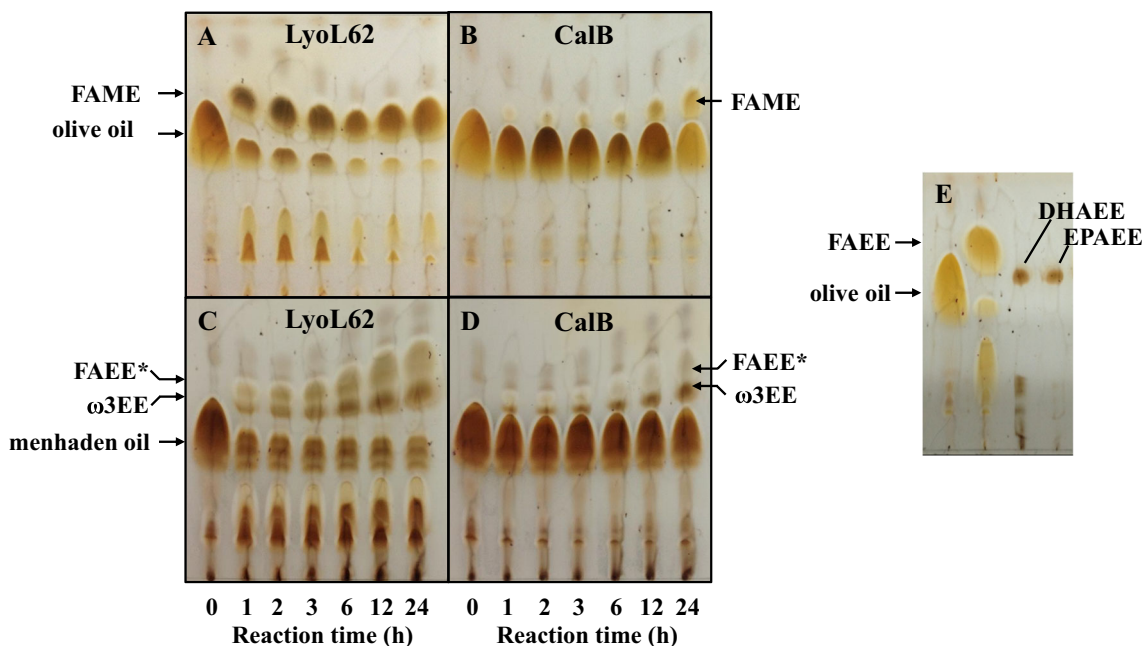 A
LyoL62
B
CalB
FAME
olive oil
FAME
C
LyoL62
D
CalB
FAEE*
ω3EE
menhaden oil
FAEE*
ω3EE
0 1 2 3 6 12 24
0 1 2 3 6 12 24
Reaction time (h)
Reaction time (h)
E
DHAEE
EPAEE
FAEE
olive oil